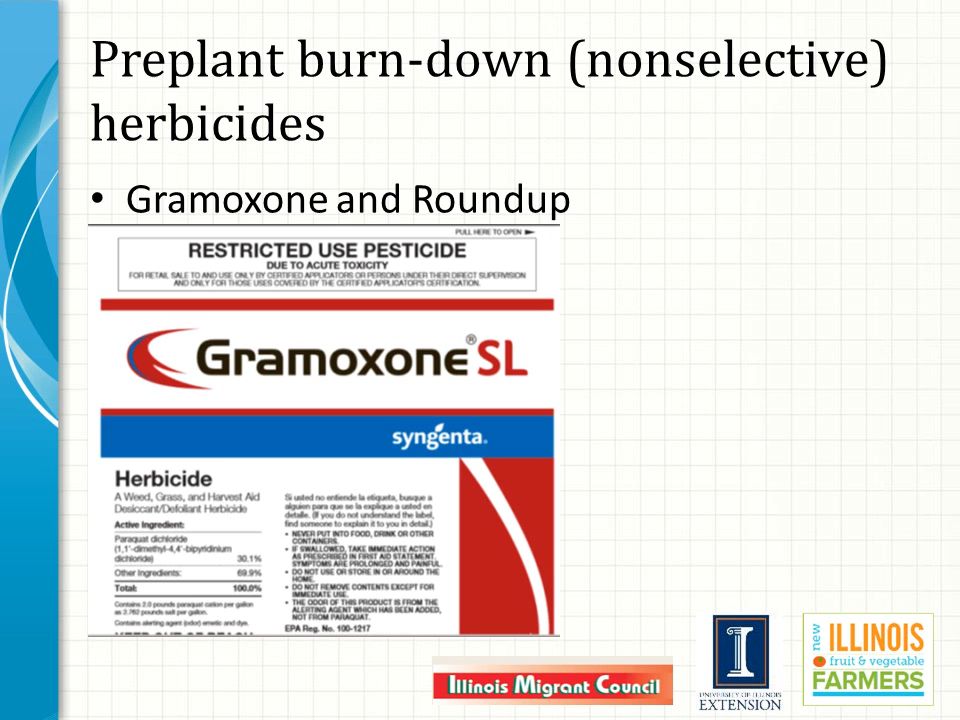 Preplant burn-down (nonselective)
herbicides
• Gramoxone and Roundup
PULL HERE TO OPEN
RESTRICTED USE PESTICIDE
DUE TO ACUTE TOXICITY
FOR RETAIL SALE TO AND USE ONLY BY CERTIFIED APPLICATORS OR PERSONS UNDER THEIR DIRECT SUPERVISION
AND ONLY FOR THOSE USES COVERED BY THE CERTIFIED APPLICATOR'S CERTIFICATION.
Gramoxone® SL
syngenta.
Herbicide
A Weed, Grass, and Harvest Aid
Desiccant/Defoliant Herbicide
Active Ingredient:
Paraquat dichloride
(1,1'-dimethyl-4,4'-bipyridinium
dichloride) 30.1%
Other Ingredients: 69.9%
Total: 100.0%
Contains 2.0 pounds paraquat cation per gallon
as 2.762 pounds salt per gallon.
Contains alerting agent (odor) emetic and dye.
KEEP OUT OF REACH
Si usted no entiende la etiqueta, busque a
alguien para que se la explique a usted en
detalle. (If you do not understand the label,
find someone to explain it to you in detail.)
• NEVER PUT INTO FOOD, DRINK OR OTHER
CONTAINERS.
• IF SWALLOWED, TAKE IMMEDIATE ACTION
AS PRESCRIBED IN FIRST AID STATEMENT.
SYMPTOMS ARE PROLONGED AND PAINFUL.
• DO NOT USE OR STORE IN OR AROUND THE
HOME.
• DO NOT REMOVE CONTENTS EXCEPT FOR
IMMEDIATE USE.
• THE ODOR OF THIS PRODUCT IS FROM THE
ALERTING AGENT WHICH HAS BEEN ADDED,
NOT FROM PARAQUAT.
EPA Reg. No. 100-1217
Illinois Migrant Council
I
UNIVERSITY OF ILLINOIS
EXTENSION
new
ILLINOIS
fruit & vegetable
FARMERS